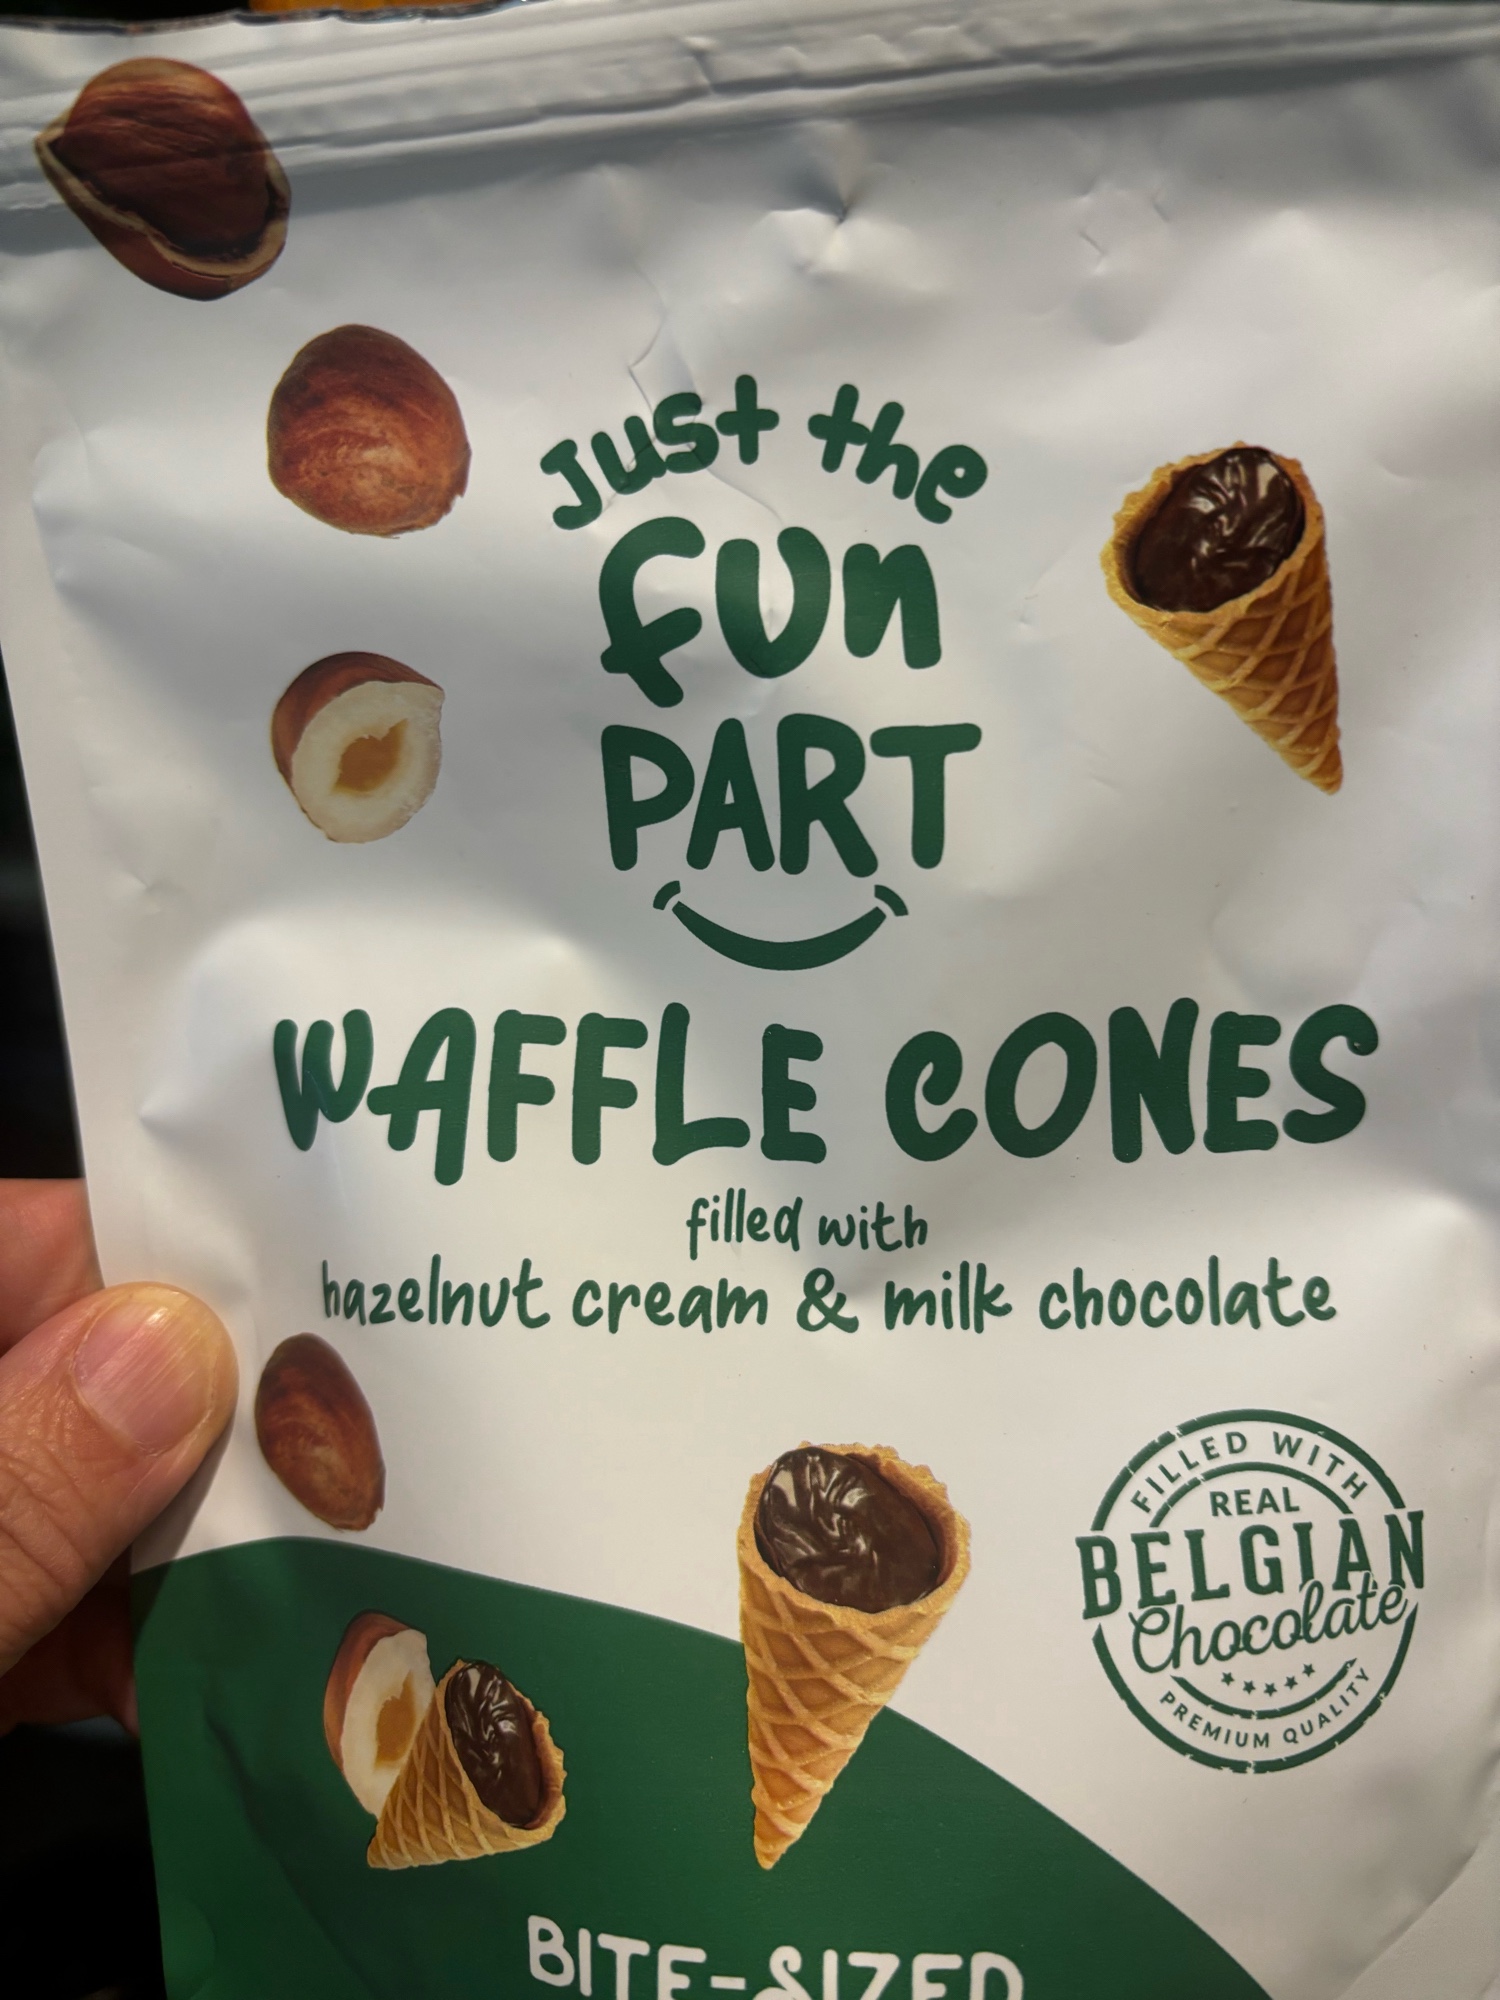 Just the
FUN
PART
WAFFLE CONES
filled with
hazelnut cream & milk chocolate
FILLED WITH
REAL
BELGIAN
Chocolate
PREMIUM QUALITY
BITE-SIZED